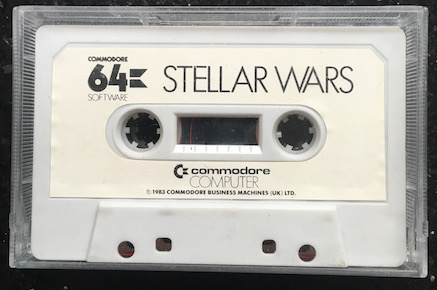 COMMODORE
64 STELLAR WARS
SOFTWARE
commodore
COMPUTER
© 1983 COMMODORE BUSINESS MACHINES (UK) LTD.